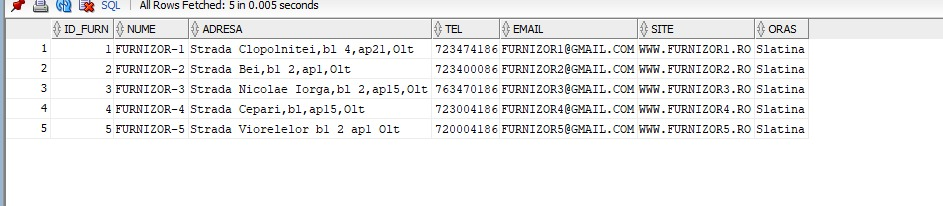 SQL | All Rows Fetched: 5 in 0.005 seconds
ID_FURN NUME ADRESA TEL EMAIL SITE ORAS
1 1 FURNIZOR-1 Strada Clopolnitei,bl 4,ap21,Olt 723474186 FURNIZOR1@GMAIL.COM WWW.FURNIZOR1.RO Slatina
2 2 FURNIZOR-2 Strada Bei,bl 2,ap1,Olt 723400086 FURNIZOR2@GMAIL.COM WWW.FURNIZOR2.RO Slatina
3 3 FURNIZOR-3 Strada Nicolae Iorga,bl 2,ap15,Olt 763470186 FURNIZOR3@GMAIL.COM WWW.FURNIZOR3.RO Slatina
4 4 FURNIZOR-4 Strada Cepari,bl,ap15,Olt 723004186 FURNIZOR4@GMAIL.COM WWW.FURNIZOR4.RO Slatina
5 5 FURNIZOR-5 Strada Viorelelor bl 2 ap1 Olt 720004186 FURNIZOR5@GMAIL.COM WWW.FURNIZOR5.RO Slatina